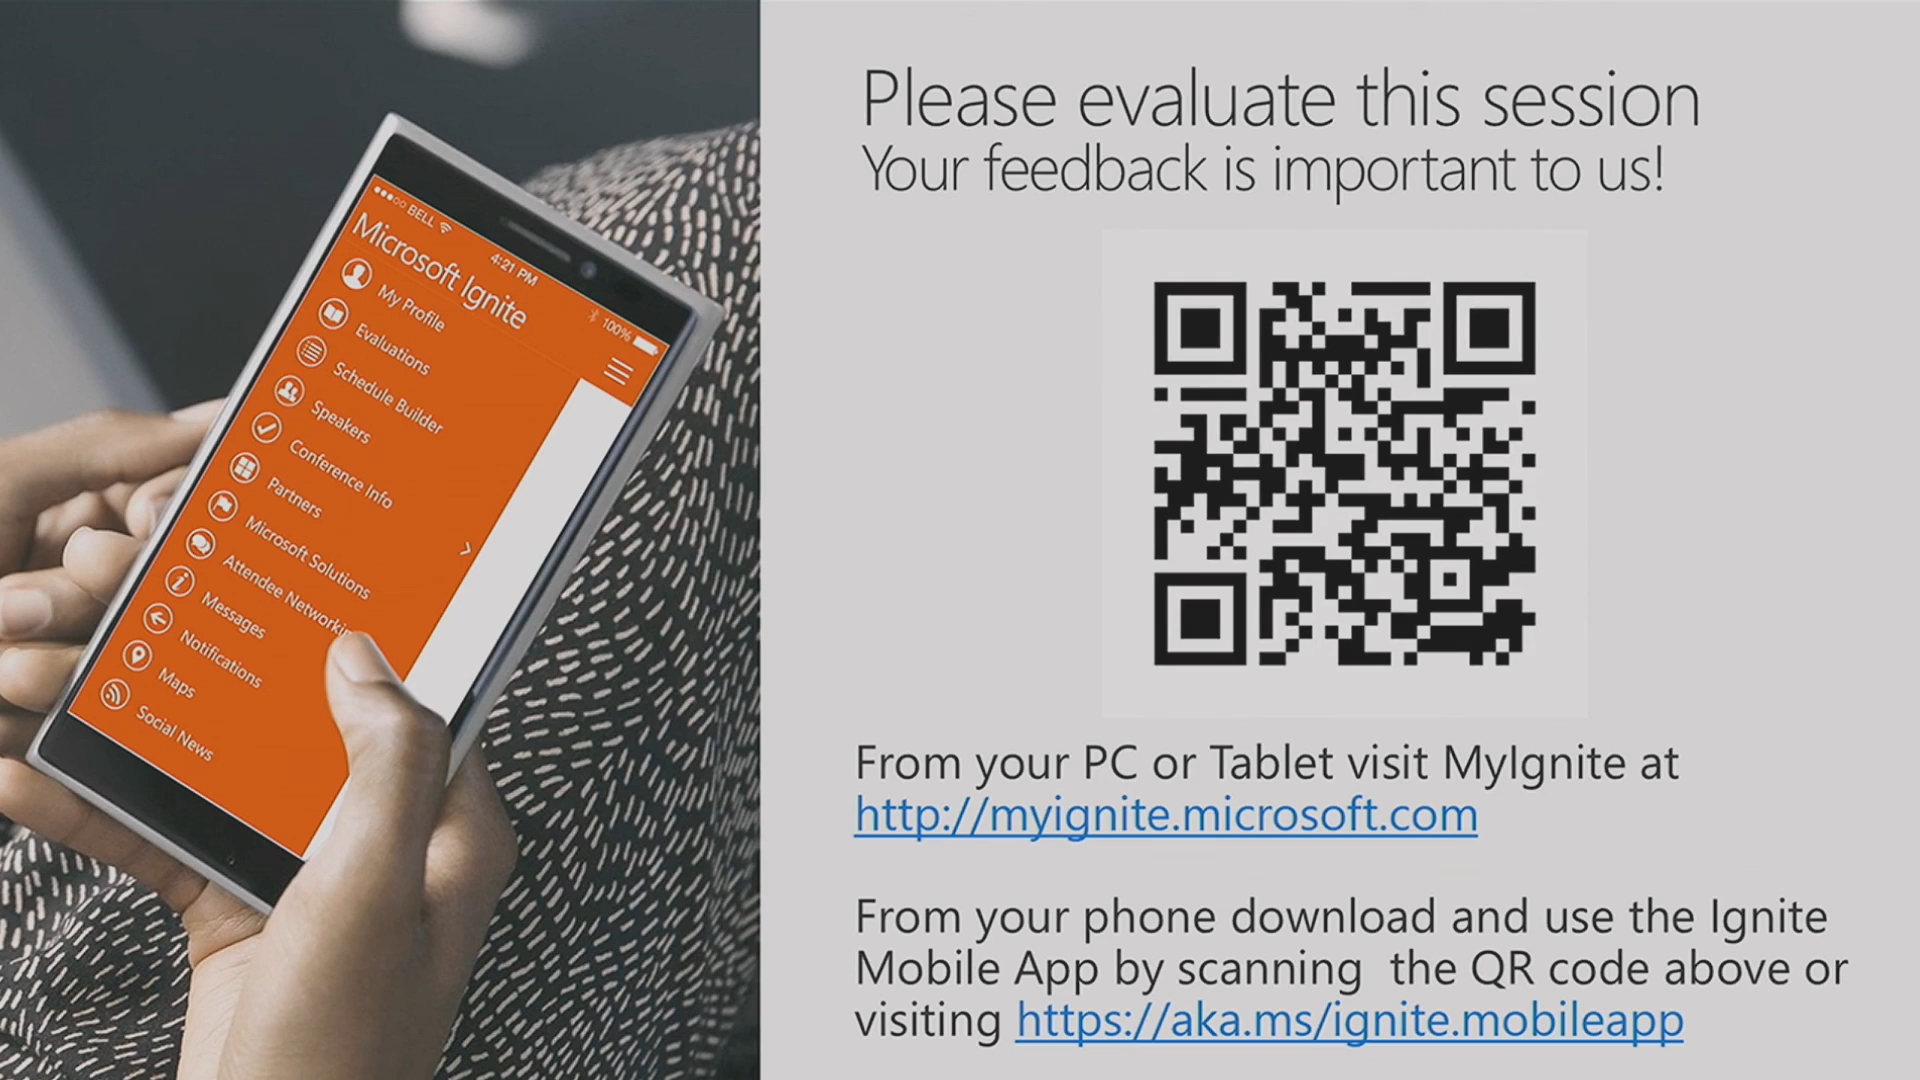 ●●●○○ BELL
4:21 PM
100%
Microsoft Ignite
My Profile
Evaluations
Schedule Builder
Speakers
Conference Info
Partners
Microsoft Solutions
Attendee Networkin
Messages
Notifications
Maps
Social News
Please evaluate this session
Your feedback is important to us!
From your PC or Tablet visit MyIgnite at
http://myignite.microsoft.com
From your phone download and use the Ignite
Mobile App by scanning the QR code above or
visiting https://aka.ms/ignite.mobileapp